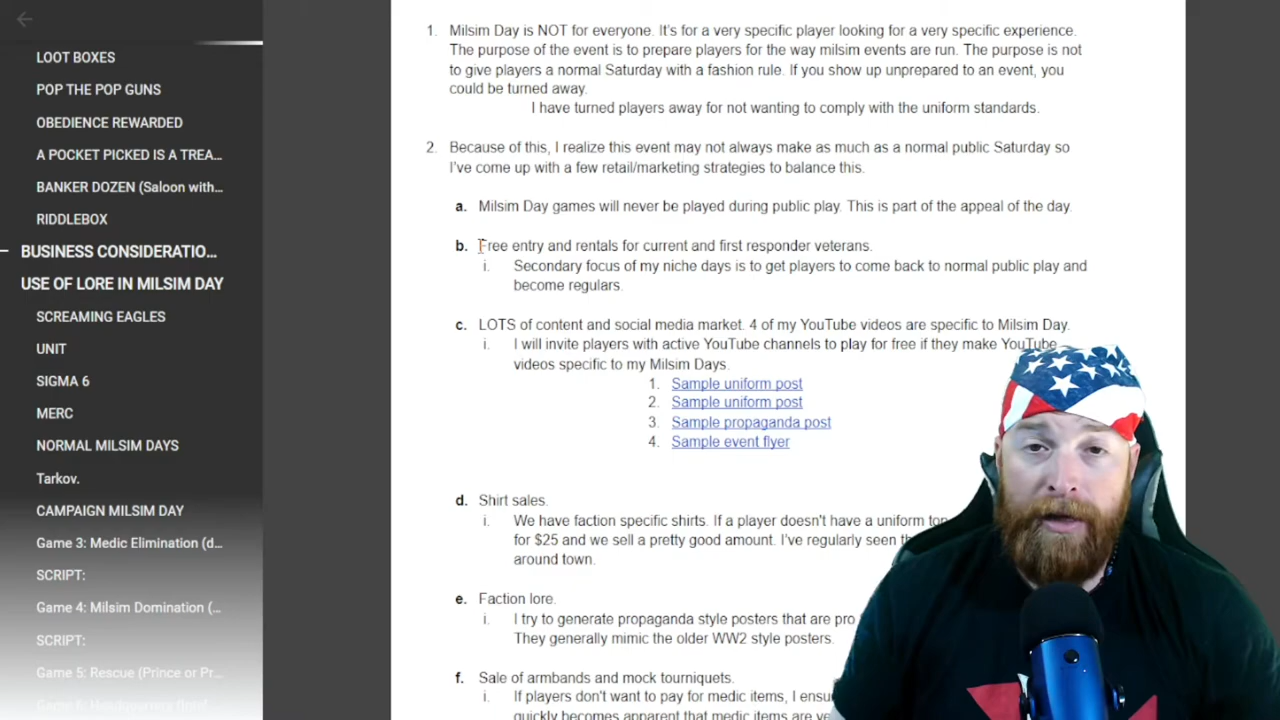 LOOT BOXES
POP THE POP GUNS
OBEDIENCE REWARDED
A POCKET PICKED IS A TREA...
BANKER DOZEN (Saloon with...
RIDDLEBOX
BUSINESS CONSIDERATIO...
USE OF LORE IN MILSIM DAY
SCREAMING EAGLES
UNIT
SIGMA 6
MERC
NORMAL MILSIM DAYS
Tarkov.
CAMPAIGN MILSIM DAY
Game 3: Medic Elimination (d...
SCRIPT:
Game 4: Milsim Domination (...
SCRIPT:
Game 5: Rescue (Prince or Pr...
1. Milsim Day is NOT for everyone. It's for a very specific player looking for a very specific experience.
The purpose of the event is to prepare players for the way milsim events are run. The purpose is not
to give players a normal Saturday with a fashion rule. If you show up unprepared to an event, you
could be turned away.
I have turned players away for not wanting to comply with the uniform standards.
2. Because of this, I realize this event may not always make as much as a normal public Saturday so
I've come up with a few retail/marketing strategies to balance this.
a. Milsim Day games will never be played during public play. This is part of the appeal of the day.
b. Free entry and rentals for current and first responder veterans.
i. Secondary focus of my niche days is to get players to come back to normal public play and
become regulars.
c. LOTS of content and social media market. 4 of my YouTube videos are specific to Milsim Day.
i. I will invite players with active YouTube channels to play for free if they make YouTube
videos specific to my Milsim Days.
1. Sample uniform post
2. Sample uniform post
3. Sample propaganda post
4. Sample event flyer
d. Shirt sales.
i. We have faction specific shirts. If a player doesn't have a uniform
for $25 and we sell a pretty good amount. I've regularly seen
around town.
e. Faction lore.
i. I try to generate propaganda style posters that are pro
They generally mimic the older WW2 style posters.
f. Sale of armbands and mock tourniquets.
i. If players don't want to pay for medic items, I
quickly becomes apparent that medic items are